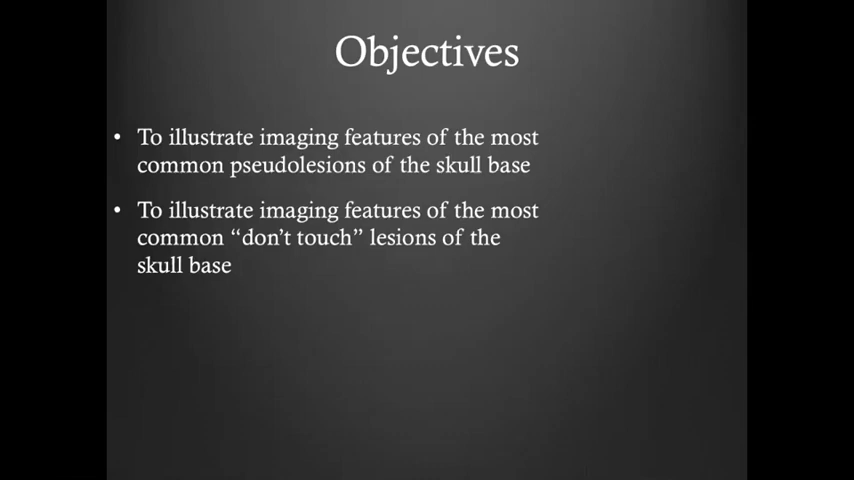 Objectives
• To illustrate imaging features of the most
common pseudolesions of the skull base
• To illustrate imaging features of the most
common “don’t touch” lesions of the
skull base